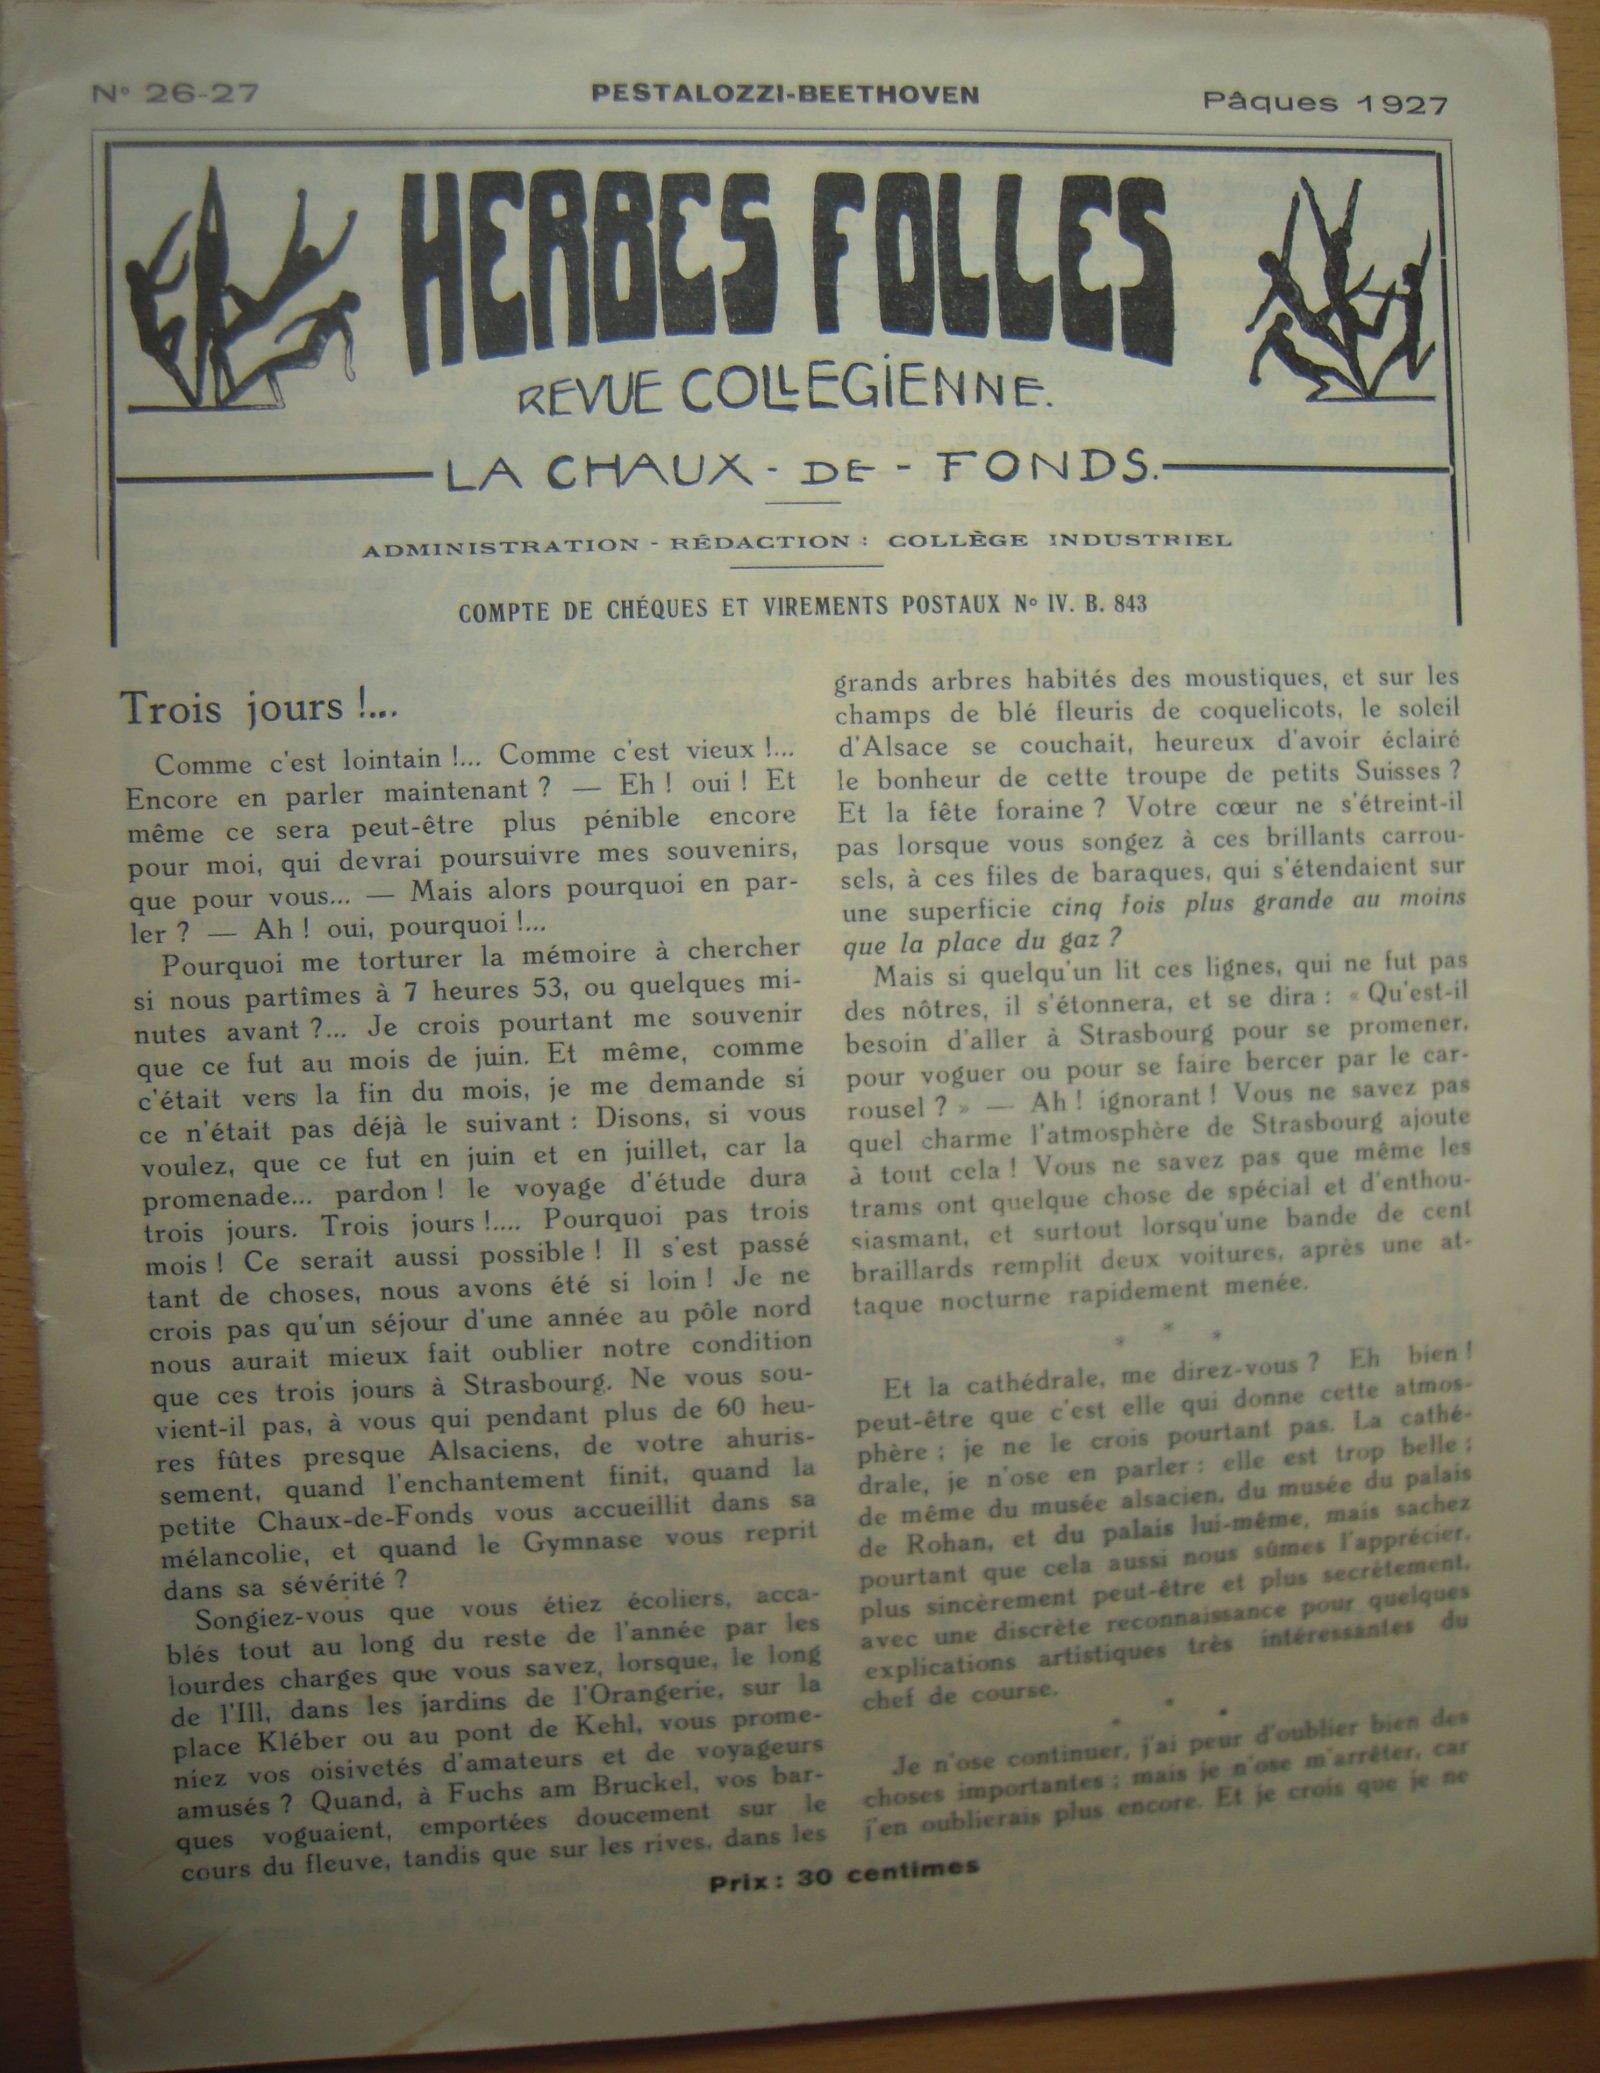 N° 26-27
PESTALOZZI-BEETHOVEN
Pâques 1927
HERBES FOLLES
REVUE COLLEGIENNE.
LA CHAUX-DE-FONDS.
ADMINISTRATION - RÉDACTION : COLLÈGE INDUSTRIEL
COMPTE DE CHÉQUES ET VIREMENTS POSTAUX N° IV. B. 843
Trois jours !...
Comme c'est lointain !... Comme c'est vieux !...
Encore en parler maintenant ? — Eh ! oui ! Et
même ce sera peut-être plus pénible encore
pour moi, qui devrai poursuivre mes souvenirs,
que pour vous... — Mais alors pourquoi en par-
ler ? — Ah ! oui, pourquoi !...
Pourquoi me torturer la mémoire à chercher
si nous partîmes à 7 heures 53, ou quelques mi-
nutes avant ?... Je crois pourtant me souvenir
que ce fut au mois de juin. Et même, comme
c'était vers la fin du mois, je me demande si
ce n'était pas déjà le suivant : Disons, si vous
voulez, que ce fut en juin et en juillet, car la
promenade... pardon ! le voyage d'étude dura
trois jours. Trois jours !.... Pourquoi pas trois
mois ! Ce serait aussi possible ! Il s'est passé
tant de choses, nous avons été si loin ! Je ne
crois pas qu'un séjour d'une année au pôle nord
nous aurait mieux fait oublier notre condition
que ces trois jours à Strasbourg. Ne vous sou-
vient-il pas, à vous qui pendant plus de 60 heu-
res fûtes presque Alsaciens, de votre ahuris-
sement, quand l'enchantement finit, quand la
petite Chaux-de-Fonds vous accueillit dans sa
mélancolie, et quand le Gymnase vous reprit
dans sa sévérité ?
Songiez-vous que vous étiez écoliers, acca-
blés tout au long du reste de l'année par les
lourdes charges que vous savez, lorsque, le long
de l'Ill, dans les jardins de l'Orangerie, sur la
place Kléber ou au pont de Kehl, vous prome-
niez vos oisivetés d'amateurs et de voyageurs
amusés ? Quand, à Fuchs am Bruckel, vos bar-
ques voguaient, emportées doucement sur le
cours du fleuve, tandis que sur les rives, dans les
grands arbres habités des moustiques, et sur les
champs de blé fleuris de coquelicots, le soleil
d'Alsace se couchait, heureux d'avoir éclairé
le bonheur de cette troupe de petits Suisses ?
Et la fête foraine ? Votre cœur ne s'étreint-il
pas lorsque vous songez à ces brillants carrou-
sels, à ces files de baraques, qui s'étendaient sur
une superficie cinq fois plus grande au moins
que la place du gaz ?
Mais si quelqu'un lit ces lignes, qui ne fut pas
des nôtres, il s'étonnera, et se dira : « Qu'est-il
besoin d'aller à Strasbourg pour se promener,
pour voguer ou pour se faire bercer par le car-
rousel ? » — Ah ! ignorant ! Vous ne savez pas
quel charme l'atmosphère de Strasbourg ajoute
à tout cela ! Vous ne savez pas que même les
trams ont quelque chose de spécial et d'enthou-
siasmant, et surtout lorsqu'une bande de cent
braillards remplit deux voitures, après une at-
taque nocturne rapidement menée.
* * *
Et la cathédrale, me direz-vous ? Eh bien !
peut-être que c'est elle qui donne cette atmos-
phère ; je ne le crois pourtant pas. La cathé-
drale, je n'ose en parler : elle est trop belle ;
de même du musée alsacien, du musée du palais
de Rohan, et du palais lui-même, mais sachez
pourtant que cela aussi nous sûmes l'apprécier,
plus sincèrement peut-être et plus secrètement,
avec une discrète reconnaissance pour quelques
explications artistiques très intéressantes du
chef de course.
* * *
Je n'ose continuer, j'ai peur d'oublier bien des
choses importantes ; mais je n'ose m'arrêter, car
j'en oublierais plus encore. Et je crois que je ne
Prix : 30 centimes